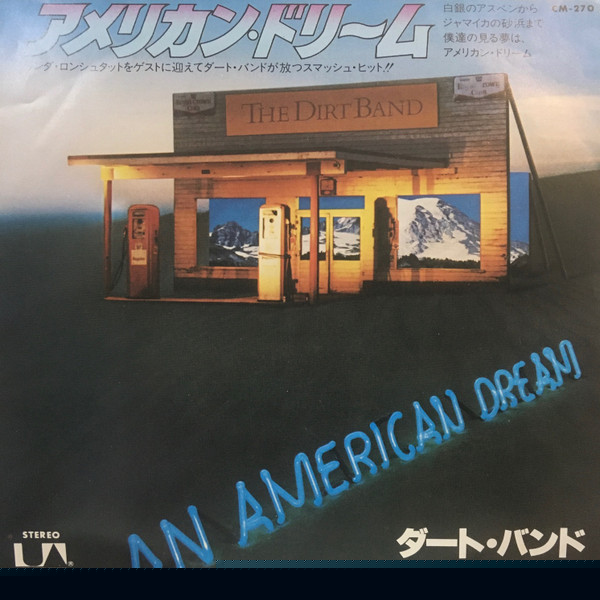 アメリカン・ドリーム
ンダ・ロンシュタットをゲストに迎えてダート・バンドが放つスマッシュ・ヒット!!
白銀のアスペンから
ジャマイカの砂浜まで
僕達の見る夢は、
アメリカン・ドリーム
CM-270
THE DIRT BAND
AN AMERICAN DREAM
STEREO
UA
ダート・バンド